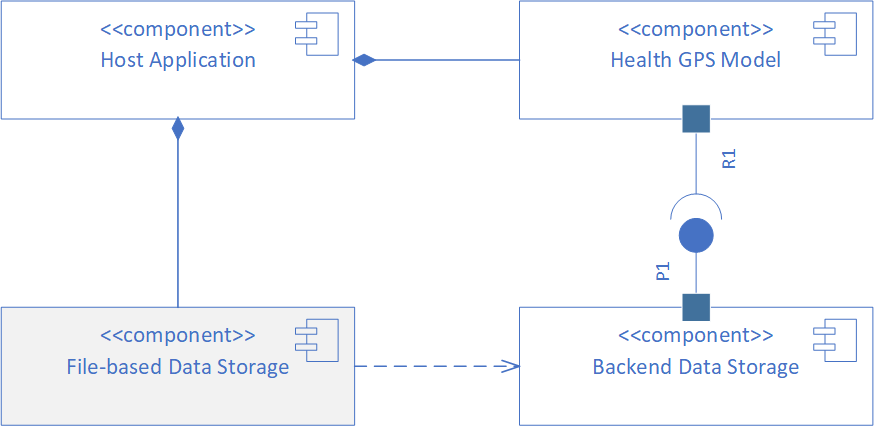 <<component>>
Host Application
<<component>>
Health GPS Model
R1
P1
<<component>>
File-based Data Storage
<<component>>
Backend Data Storage